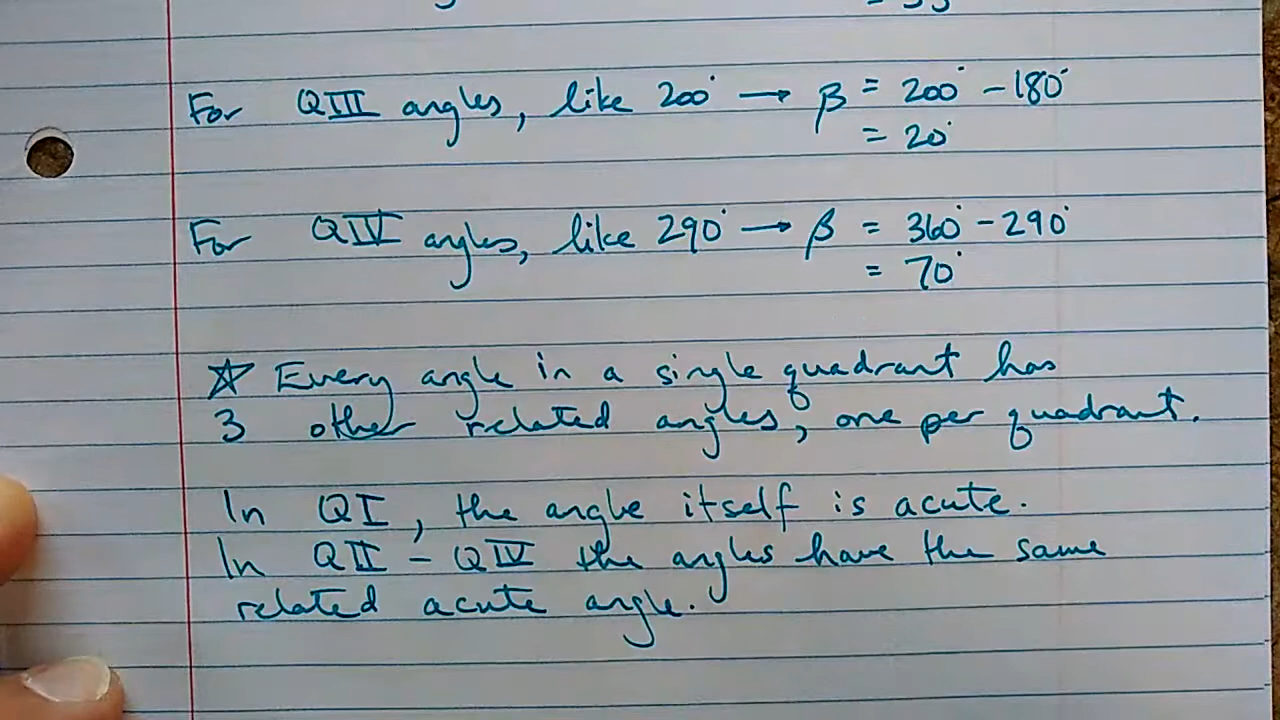 For QIII angles, like 200° → β = 200° - 180°
= 20°
For QIV angles, like 290° → β = 360° - 290°
= 70°
☆ Every angle in a single quadrant has
3 other related angles, one per quadrant.
In QI, the angle itself is acute.
In QII - QIV the angles have the same
related acute angle.